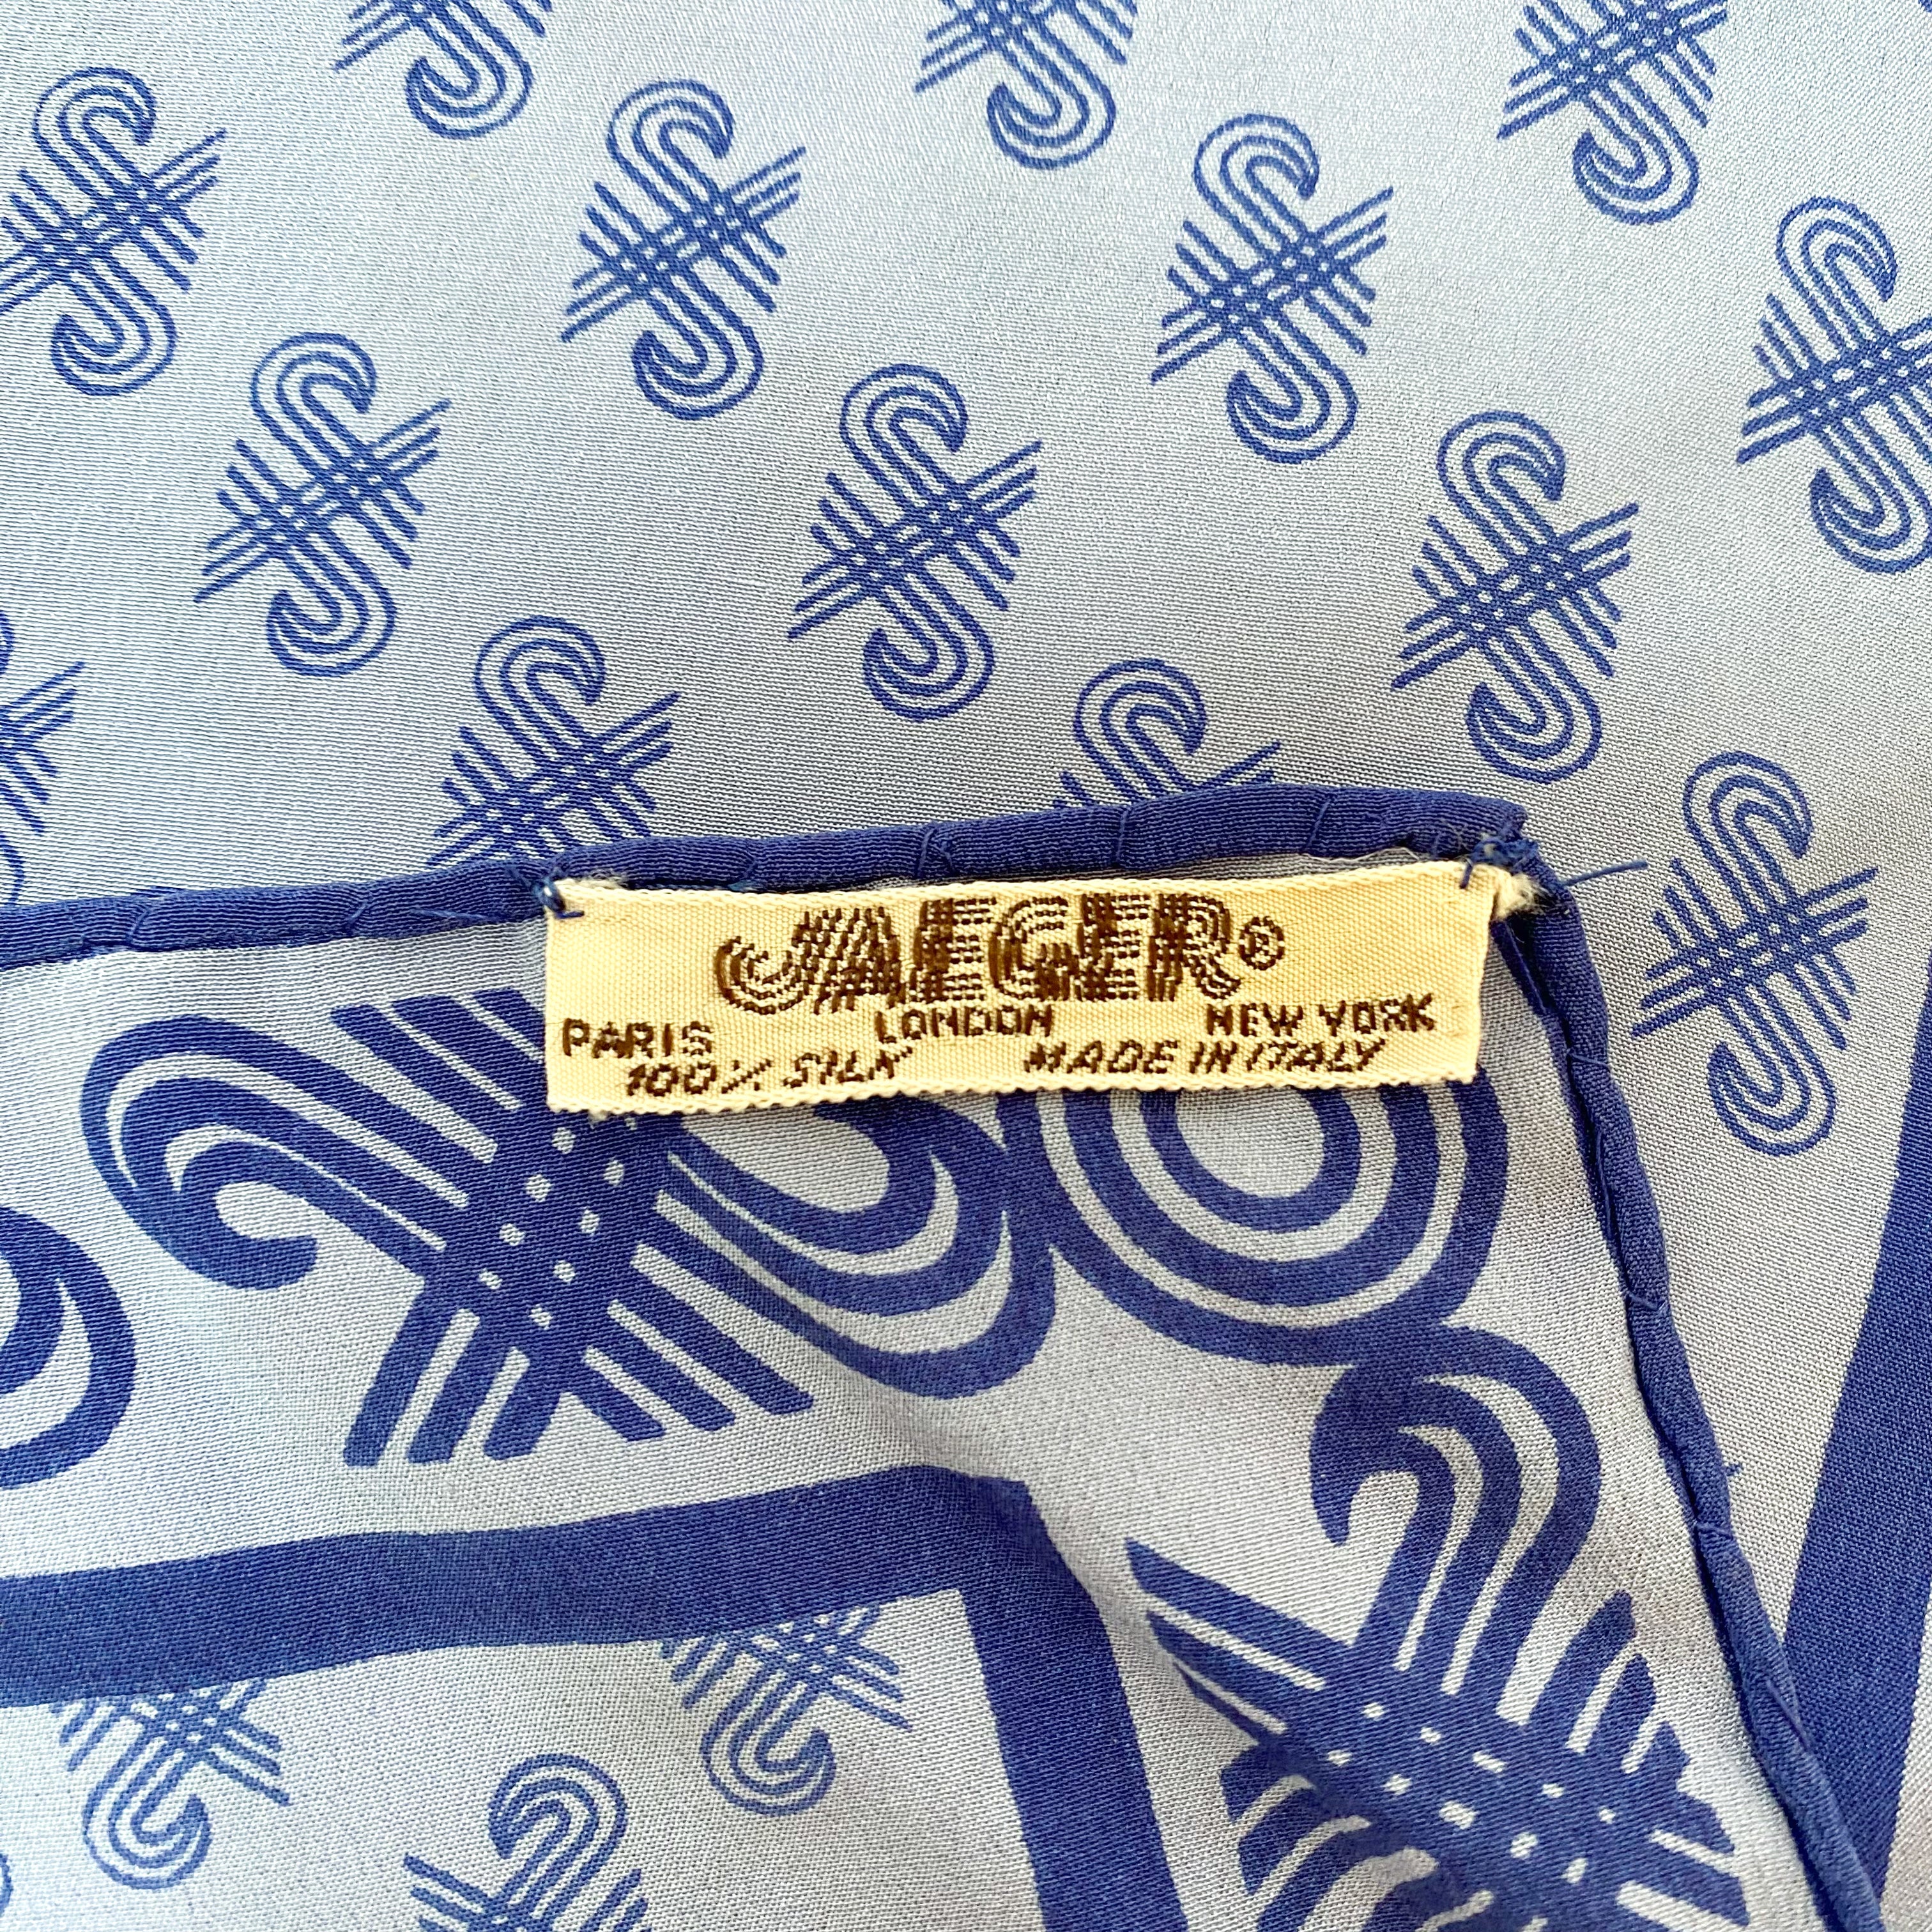 JAEGER®
PARIS LONDON NEW YORK
100% SILK MADE IN ITALY